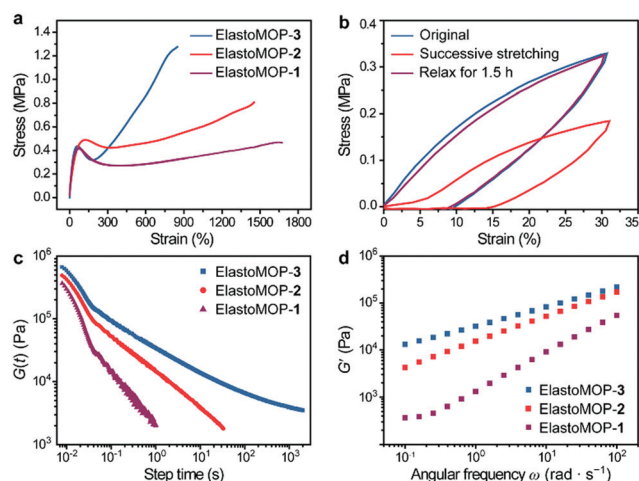 a
ElastoMOP-3
ElastoMOP-2
ElastoMOP-1
Stress (MPa)
1.6
1.4
1.2
1.0
0.8
0.6
0.4
0.2
0.0
0 300 600 900 1200 1500 1800
Strain (%)
b
Original
Successive stretching
Relax for 1.5 h
Stress (MPa)
0.4
0.3
0.2
0.1
0.0
0 5 10 15 20 25 30 35
Strain (%)
c
ElastoMOP-3
ElastoMOP-2
ElastoMOP-1
G(t) (Pa)
10⁶
10⁵
10⁴
10³
10⁻² 10⁻¹ 10⁰ 10¹ 10² 10³
Step time (s)
d
G' (Pa)
10⁶
10⁵
10⁴
10³
10²
ElastoMOP-3
ElastoMOP-2
ElastoMOP-1
10⁻¹ 10⁰ 10¹ 10²
Angular frequency ω (rad · s⁻¹)